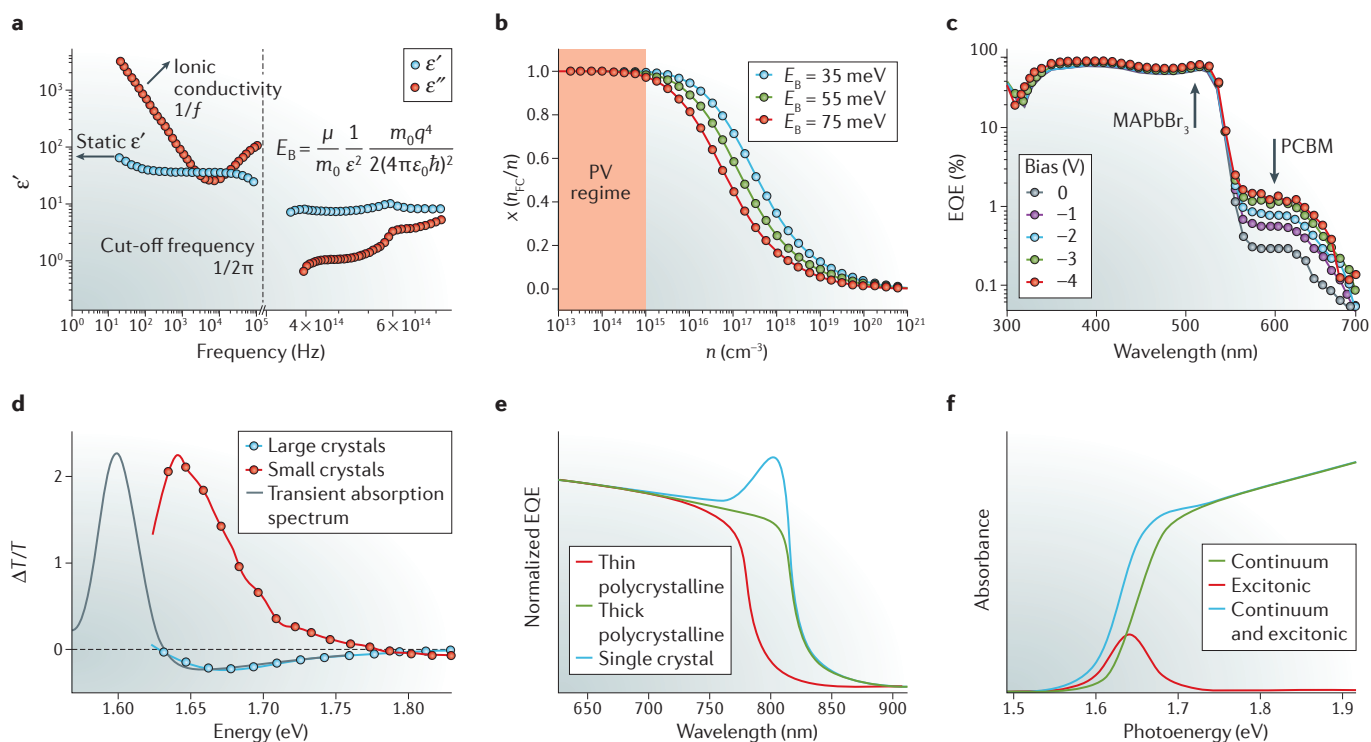 a
ε′
10³
10²
10¹
10⁰
Ionic
conductivity
1/f
Static ε′
ε′
ε″
E_B = μ/m₀ 1/ε² m₀q⁴/2(4πε₀ħ)²
Cut-off frequency
1/2π
10⁰ 10¹ 10² 10³ 10⁴ 10⁵ 4 × 10¹⁴ 6 × 10¹⁴
Frequency (Hz)
b
x (n_FC/n)
1.0
0.8
0.6
0.4
0.2
0.0
PV
regime
E_B = 35 meV
E_B = 55 meV
E_B = 75 meV
10¹³ 10¹⁴ 10¹⁵ 10¹⁶ 10¹⁷ 10¹⁸ 10¹⁹ 10²⁰ 10²¹
n (cm⁻³)
c
EQE (%)
100
10
1
0.1
MAPbBr₃
PCBM
Bias (V)
0
−1
−2
−3
−4
300 400 500 600 700
Wavelength (nm)
d
ΔT/T
2
1
0
Large crystals
Small crystals
Transient absorption
spectrum
1.60 1.65 1.70 1.75 1.80
Energy (eV)
e
Normalized EQE
Thin
polycrystalline
Thick
polycrystalline
Single crystal
650 700 750 800 850 900
Wavelength (nm)
f
Absorbance
Continuum
Excitonic
Continuum
and excitonic
1.5 1.6 1.7 1.8 1.9
Photoenergy (eV)